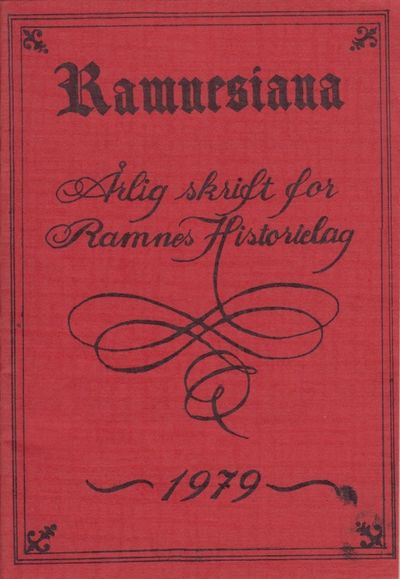 Ramnesiana
Årlig skrift for
Ramnes Historielag
1979